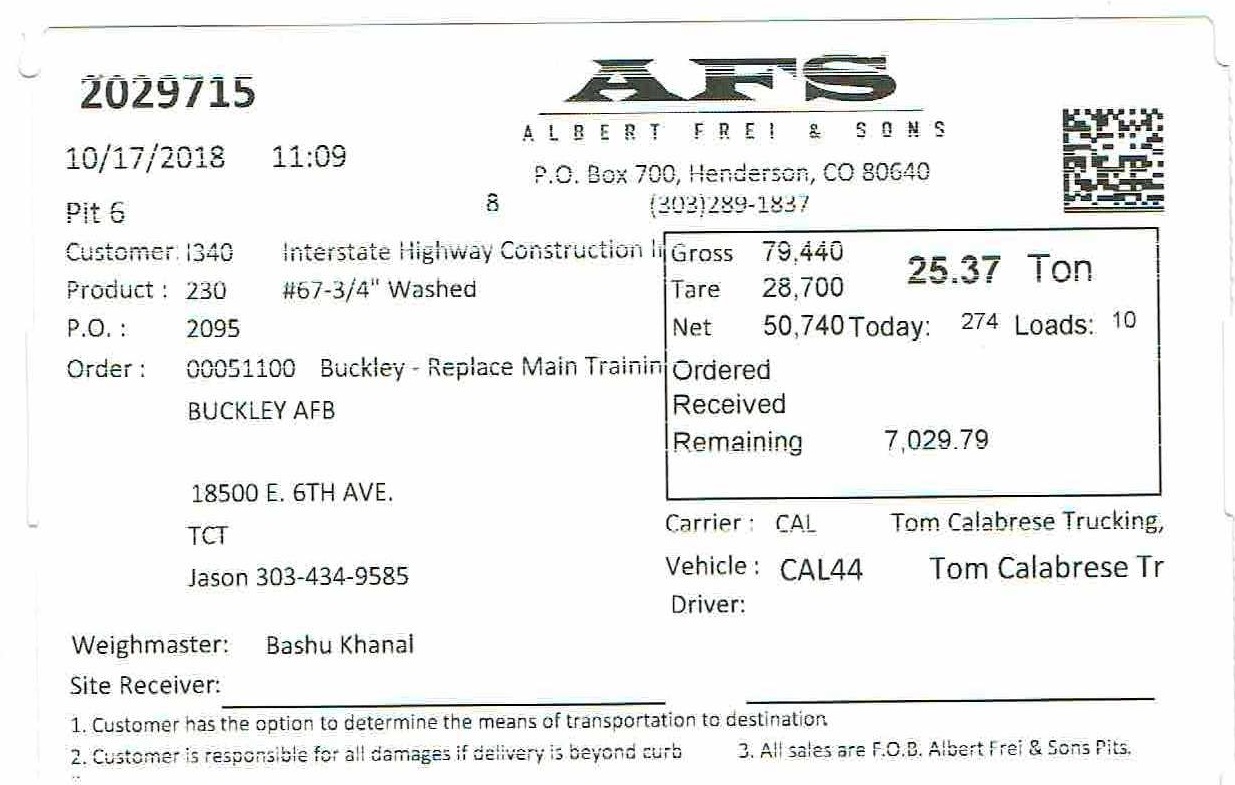 2029715
AFS
ALBERT FREI & SONS
10/17/2018 11:09
P.O. Box 700, Henderson, CO 80640
Pit 6 8 (303)289-1837
Customer: I340 Interstate Highway Construction In
Product : 230 #67-3/4" Washed
P.O. : 2095
Order : 00051100 Buckley - Replace Main Trainin
BUCKLEY AFB
18500 E. 6TH AVE.
TCT
Jason 303-434-9585
Gross 79,440 25.37 Ton
Tare 28,700
Net 50,740 Today: 274 Loads: 10
Ordered
Received
Remaining 7,029.79
Carrier : CAL Tom Calabrese Trucking,
Vehicle : CAL44 Tom Calabrese Tr
Driver:
Weighmaster: Bashu Khanal
Site Receiver:
1. Customer has the option to determine the means of transportation to destination
2. Customer is responsible for all damages if delivery is beyond curb 3. All sales are F.O.B. Albert Frei & Sons Pits.